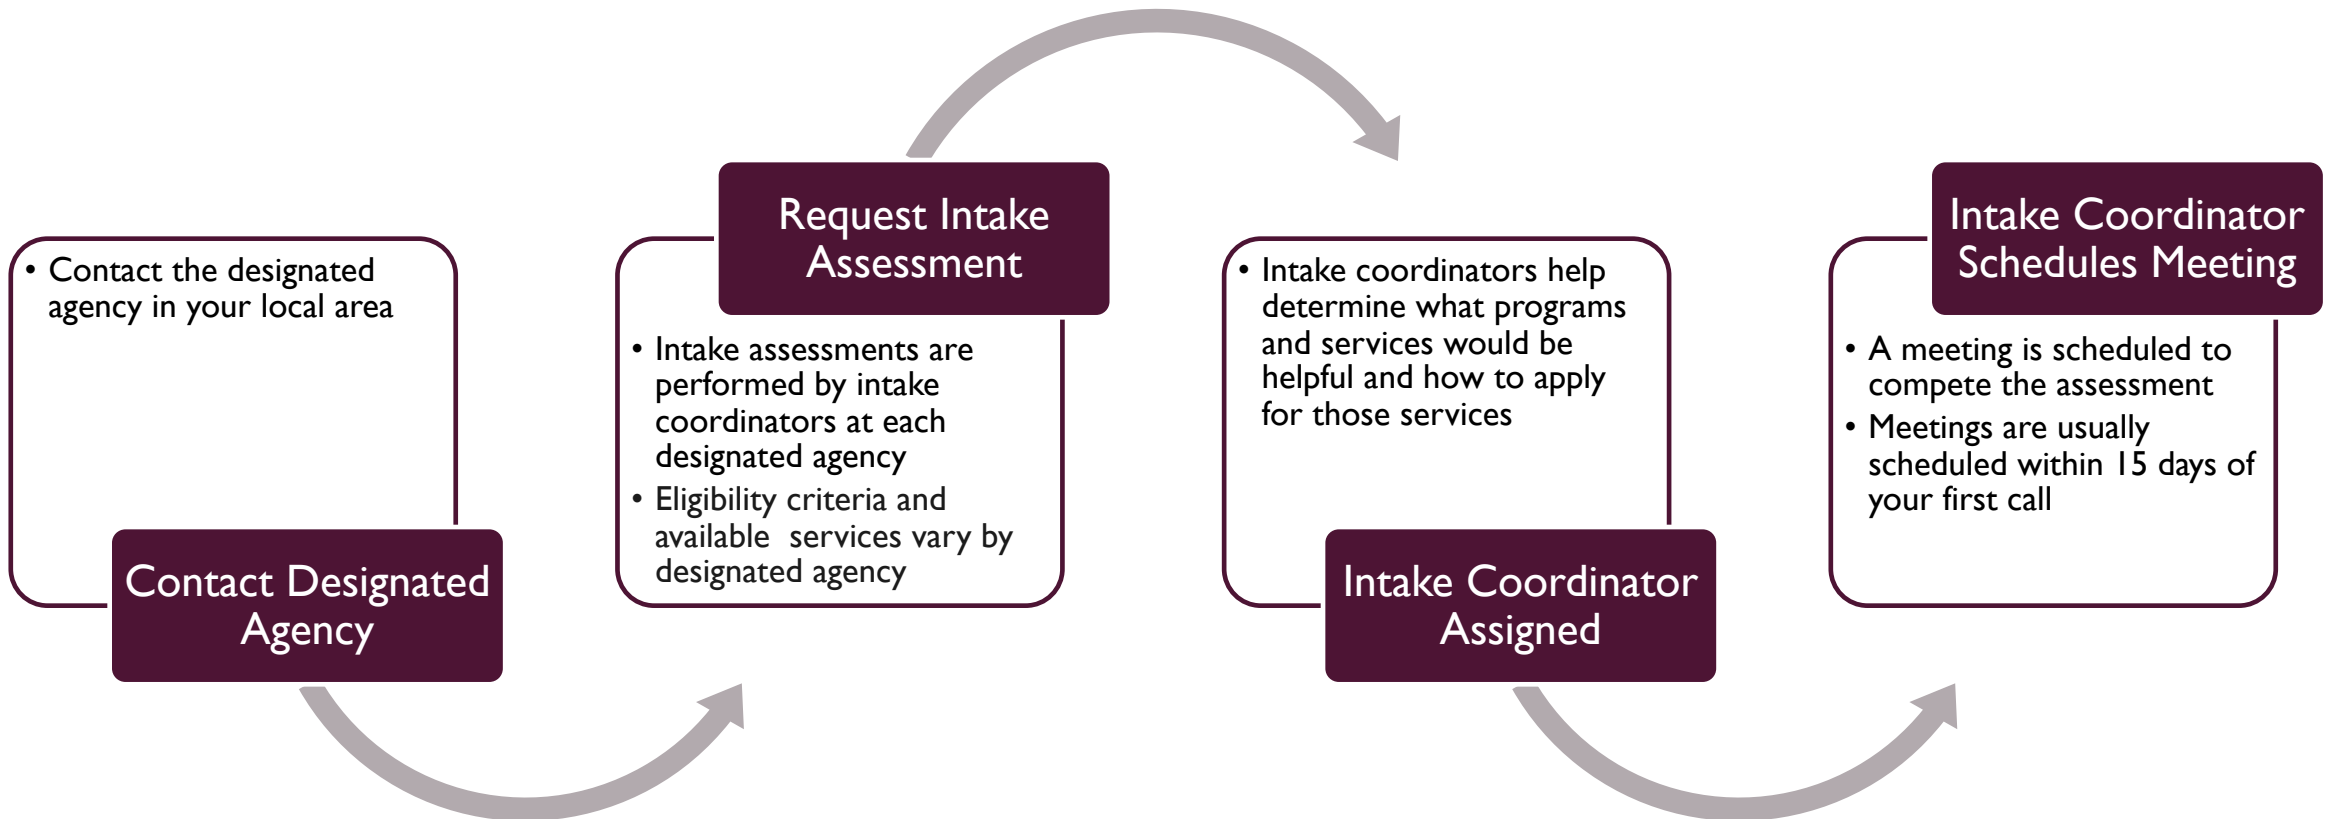 • Contact the designated
agency in your local area
Contact Designated
Agency
Request Intake
Assessment
• Intake assessments are
performed by intake
coordinators at each
designated agency
• Eligibility criteria and
available  services vary by
designated agency
• Intake coordinators help
determine what programs
and services would be
helpful and how to apply
for those services
Intake Coordinator
Assigned
Intake Coordinator
Schedules Meeting
• A meeting is scheduled to
compete the assessment
• Meetings are usually
scheduled within 15 days of
your first call